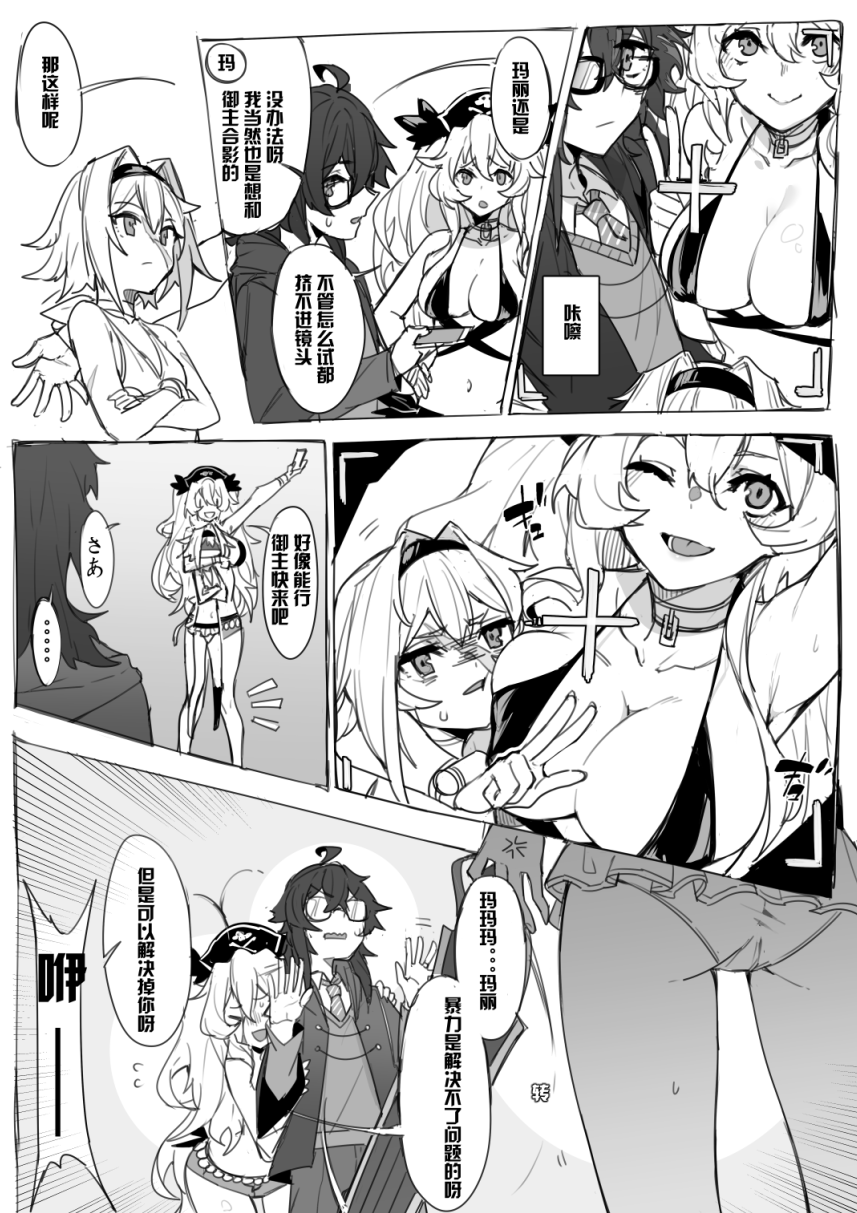 咔嚓
玛丽还是
玛
没办法呀
我当然也是想和
御主合影的
不管怎么试都
挤不进镜头
那这样呢
ギュ
好像能行
御主快来吧
さあ
。。。。。
玛玛玛。。。玛丽
暴力是解决不了问题的呀
转
但是可以解决掉你呀
咿——